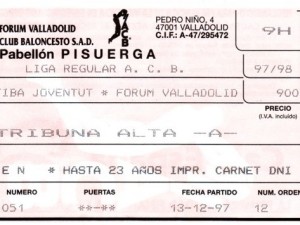 FORUM VALLADOLID
CLUB BALONCESTO S.A.D.
PEDRO NIÑO, 4
47001 VALLADOLID
C.I.F.: A-47/295472
9H
Pabellón PISUERGA
LIGA REGULAR A.C.B.
97/98
TIBA JOVENTUT * FORUM VALLADOLID
900
PRECIO
(I.V.A. incluido)
TRIBUNA ALTA -A-
E N * HASTA 23 AÑOS IMPR. CARNET DNI
NUMERO
PUERTAS
FECHA PARTIDO
NUM. ORDEN
051
**-**
13-12-97
12